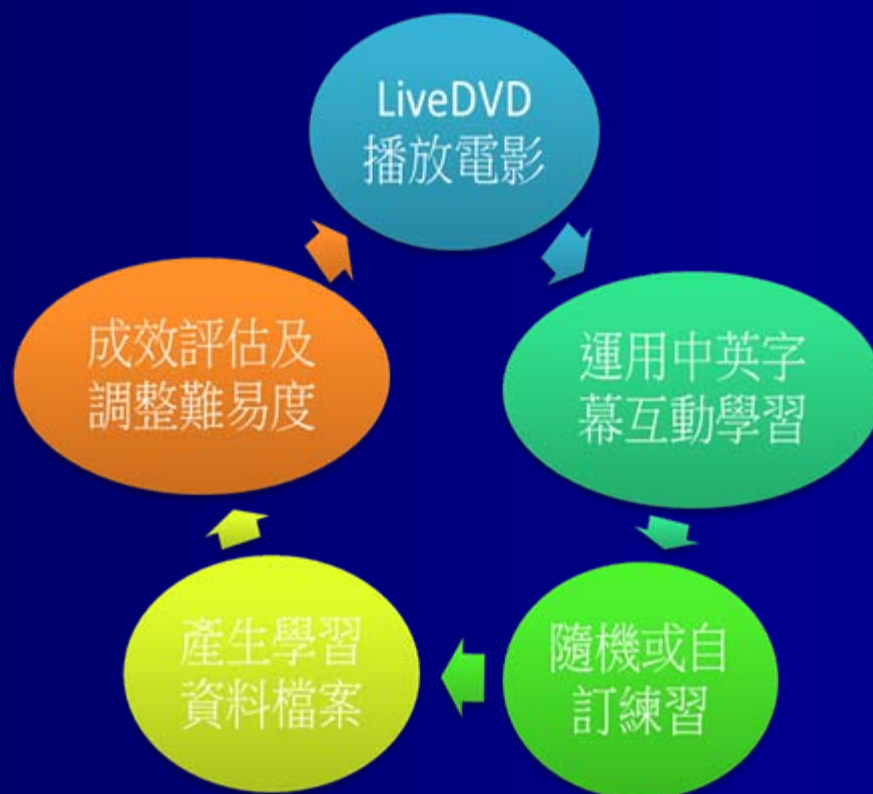 LiveDVD
播放電影
運用中英字
幕互動學習
隨機或自
訂練習
產生學習
資料檔案
成效評估及
調整難易度